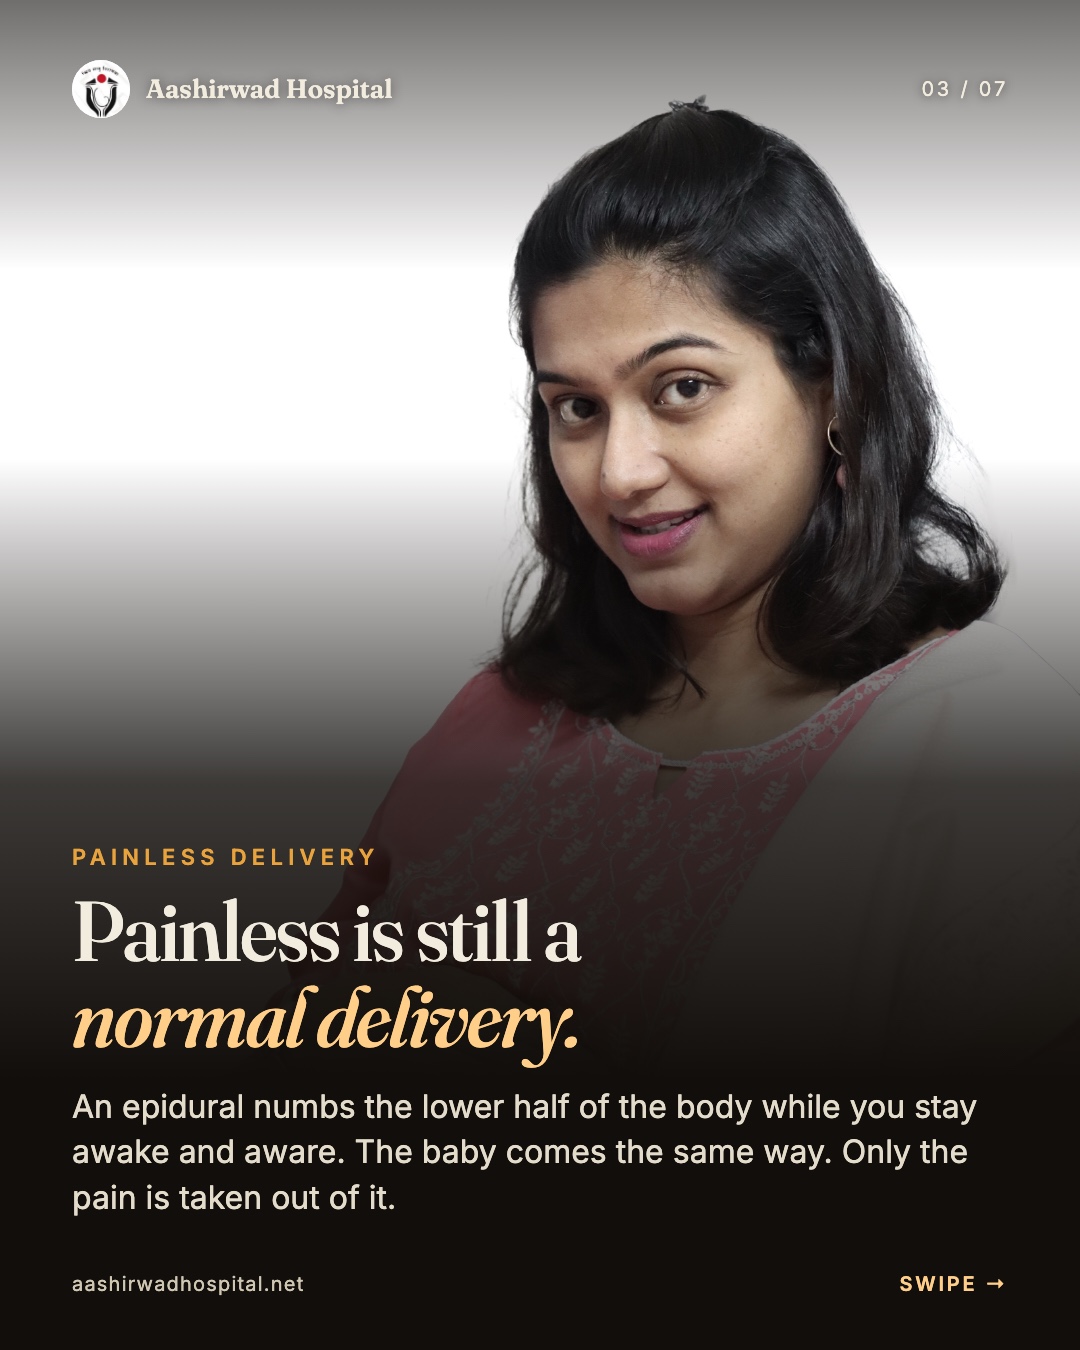 Aashirwad Hospital
03 / 07
PAINLESS DELIVERY
Painless is still a
normal delivery.
An epidural numbs the lower half of the body while you stay
awake and aware. The baby comes the same way. Only the
pain is taken out of it.
aashirwadhospital.net
SWIPE →